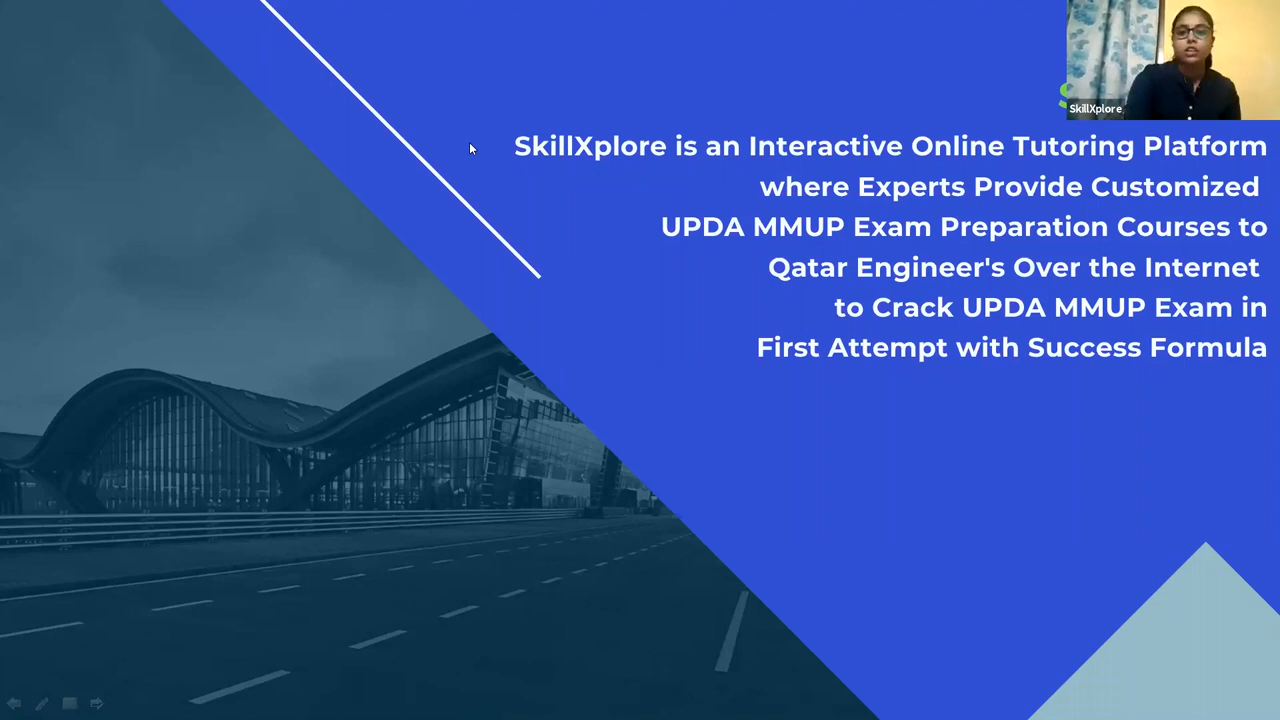 SkillXplore
SkillXplore is an Interactive Online Tutoring Platform
where Experts Provide Customized
UPDA MMUP Exam Preparation Courses to
Qatar Engineer's Over the Internet
to Crack UPDA MMUP Exam in
First Attempt with Success Formula